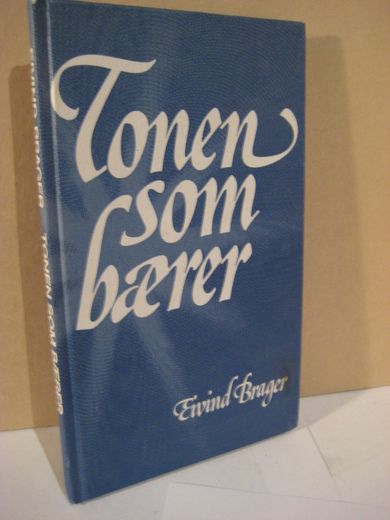 Tonen
som
bærer
Eivind Brager
EIVIND BRAGER TONEN SOM BÆRER